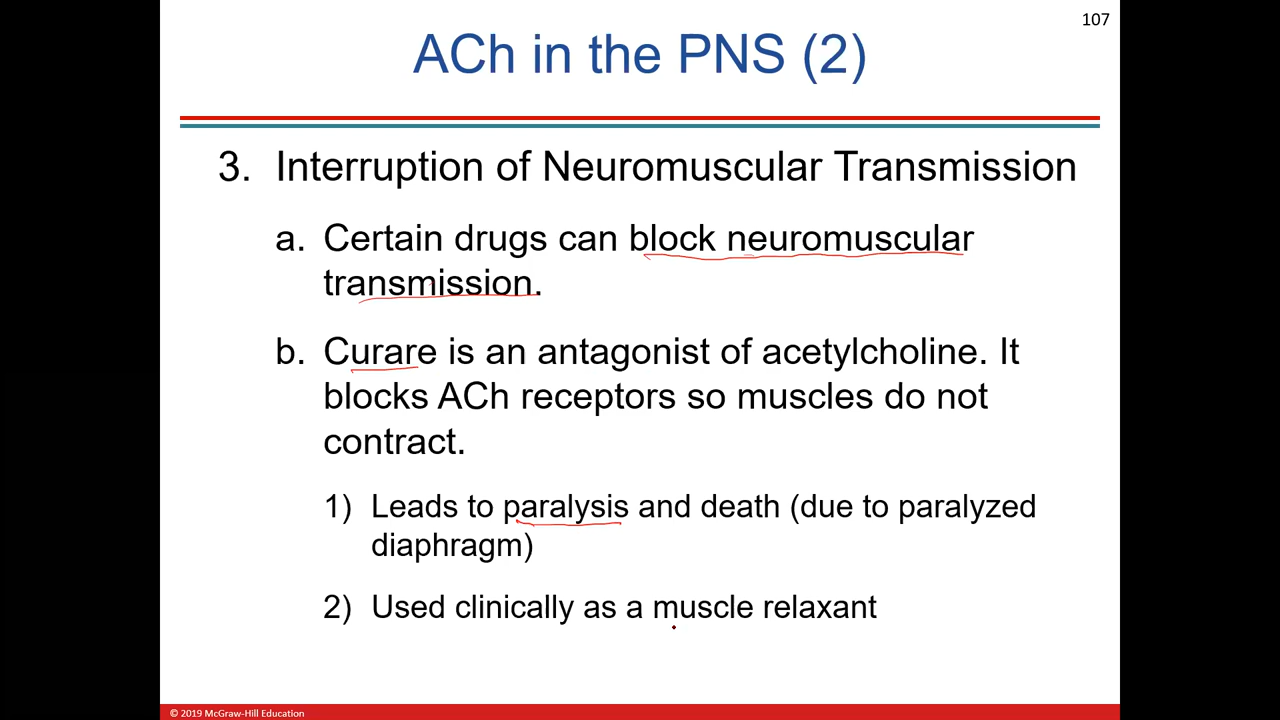 107
ACh in the PNS (2)
3. Interruption of Neuromuscular Transmission
a. Certain drugs can block neuromuscular
transmission.
b. Curare is an antagonist of acetylcholine. It
blocks ACh receptors so muscles do not
contract.
1) Leads to paralysis and death (due to paralyzed
diaphragm)
2) Used clinically as a muscle relaxant
© 2019 McGraw-Hill Education